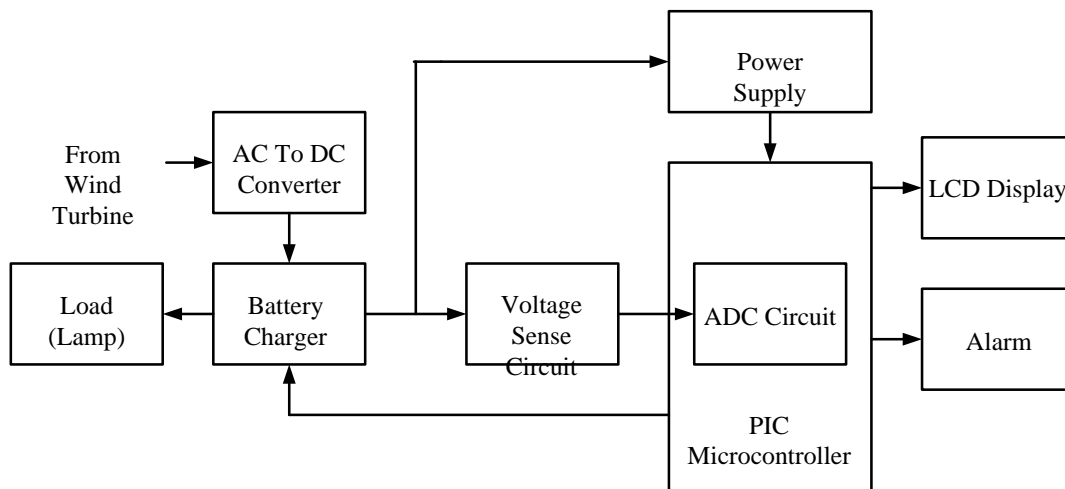 Power
Supply
From
Wind
Turbine
AC To DC
Converter
LCD Display
Load
(Lamp)
Battery
Charger
Voltage
Sense
Circuit
ADC Circuit
Alarm
PIC
Microcontroller